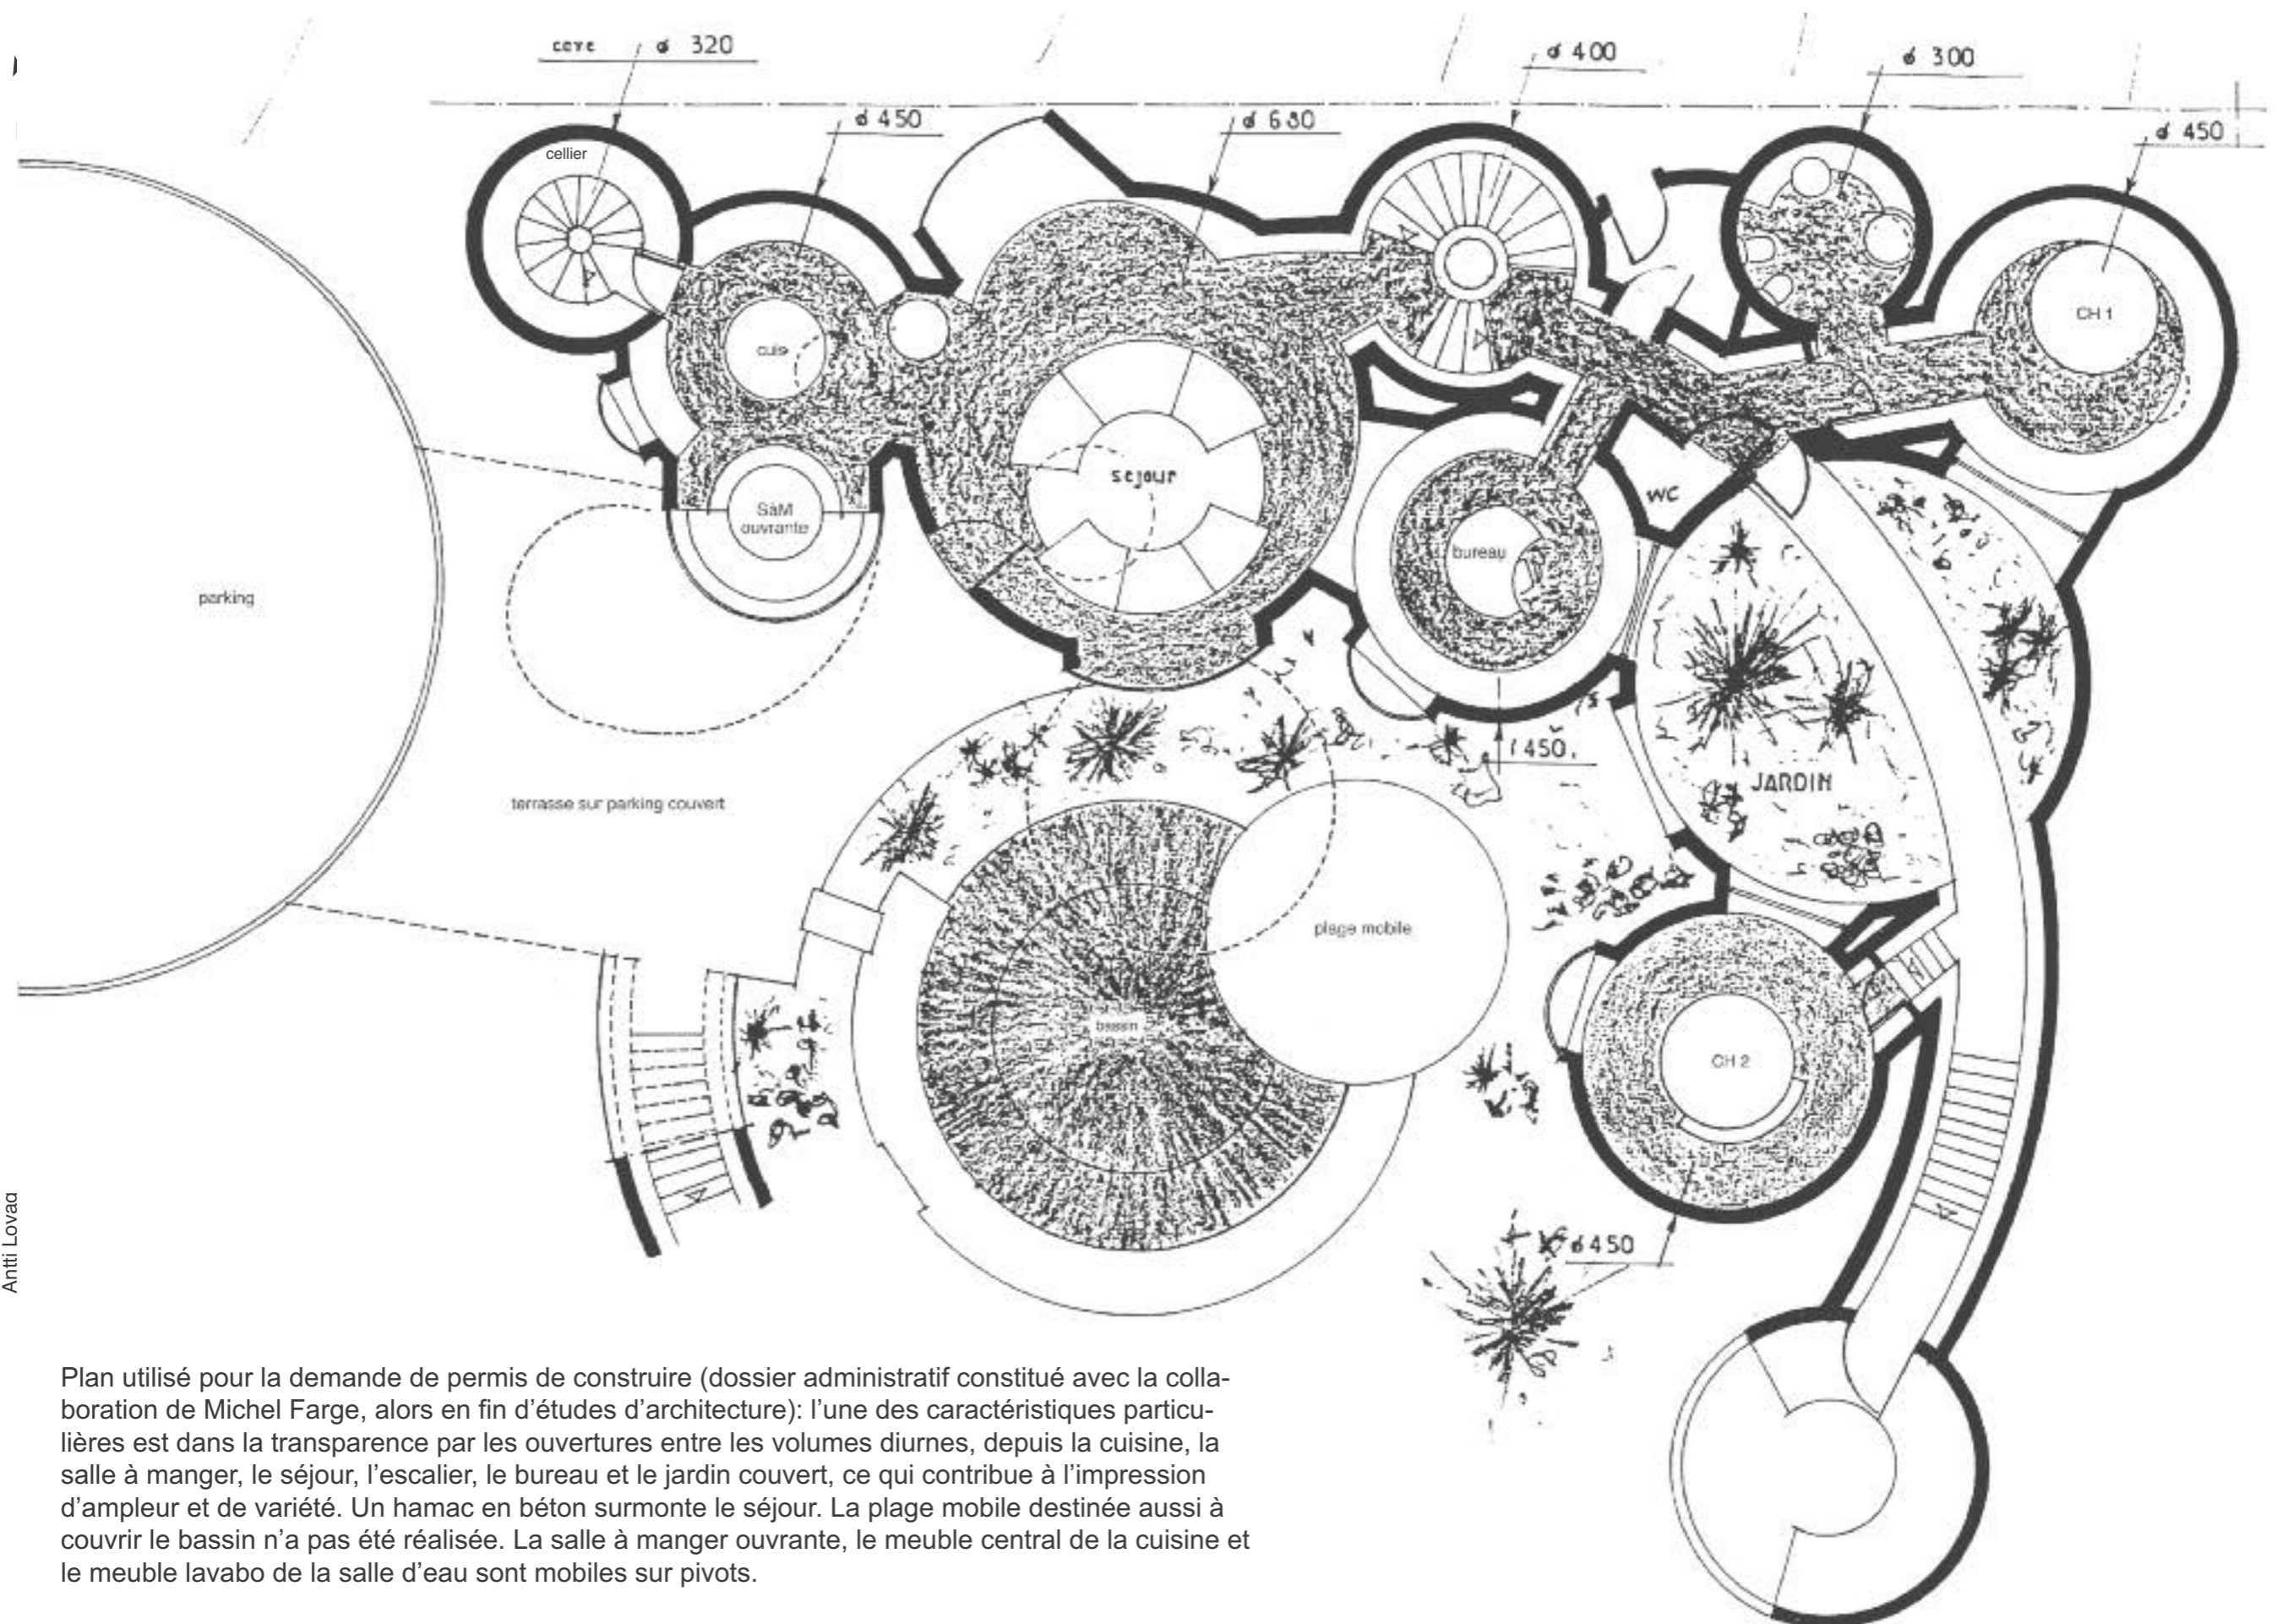 cave ø 320
ø 400
ø 300
ø 450
ø 680
ø 450
cellier
CH 1
cuis
sejour
SàM
ouvrante
WC
bureau
parking
450
JARDIN
terrasse sur parking couvert
plage mobile
bassin
CH 2
ø 450
Antti Lovag
Plan utilisé pour la demande de permis de construire (dossier administratif constitué avec la colla-
boration de Michel Farge, alors en fin d’études d’architecture): l’une des caractéristiques particu-
lières est dans la transparence par les ouvertures entre les volumes diurnes, depuis la cuisine, la
salle à manger, le séjour, l’escalier, le bureau et le jardin couvert, ce qui contribue à l’impression
d’ampleur et de variété. Un hamac en béton surmonte le séjour. La plage mobile destinée aussi à
couvrir le bassin n’a pas été réalisée. La salle à manger ouvrante, le meuble central de la cuisine et
le meuble lavabo de la salle d’eau sont mobiles sur pivots.